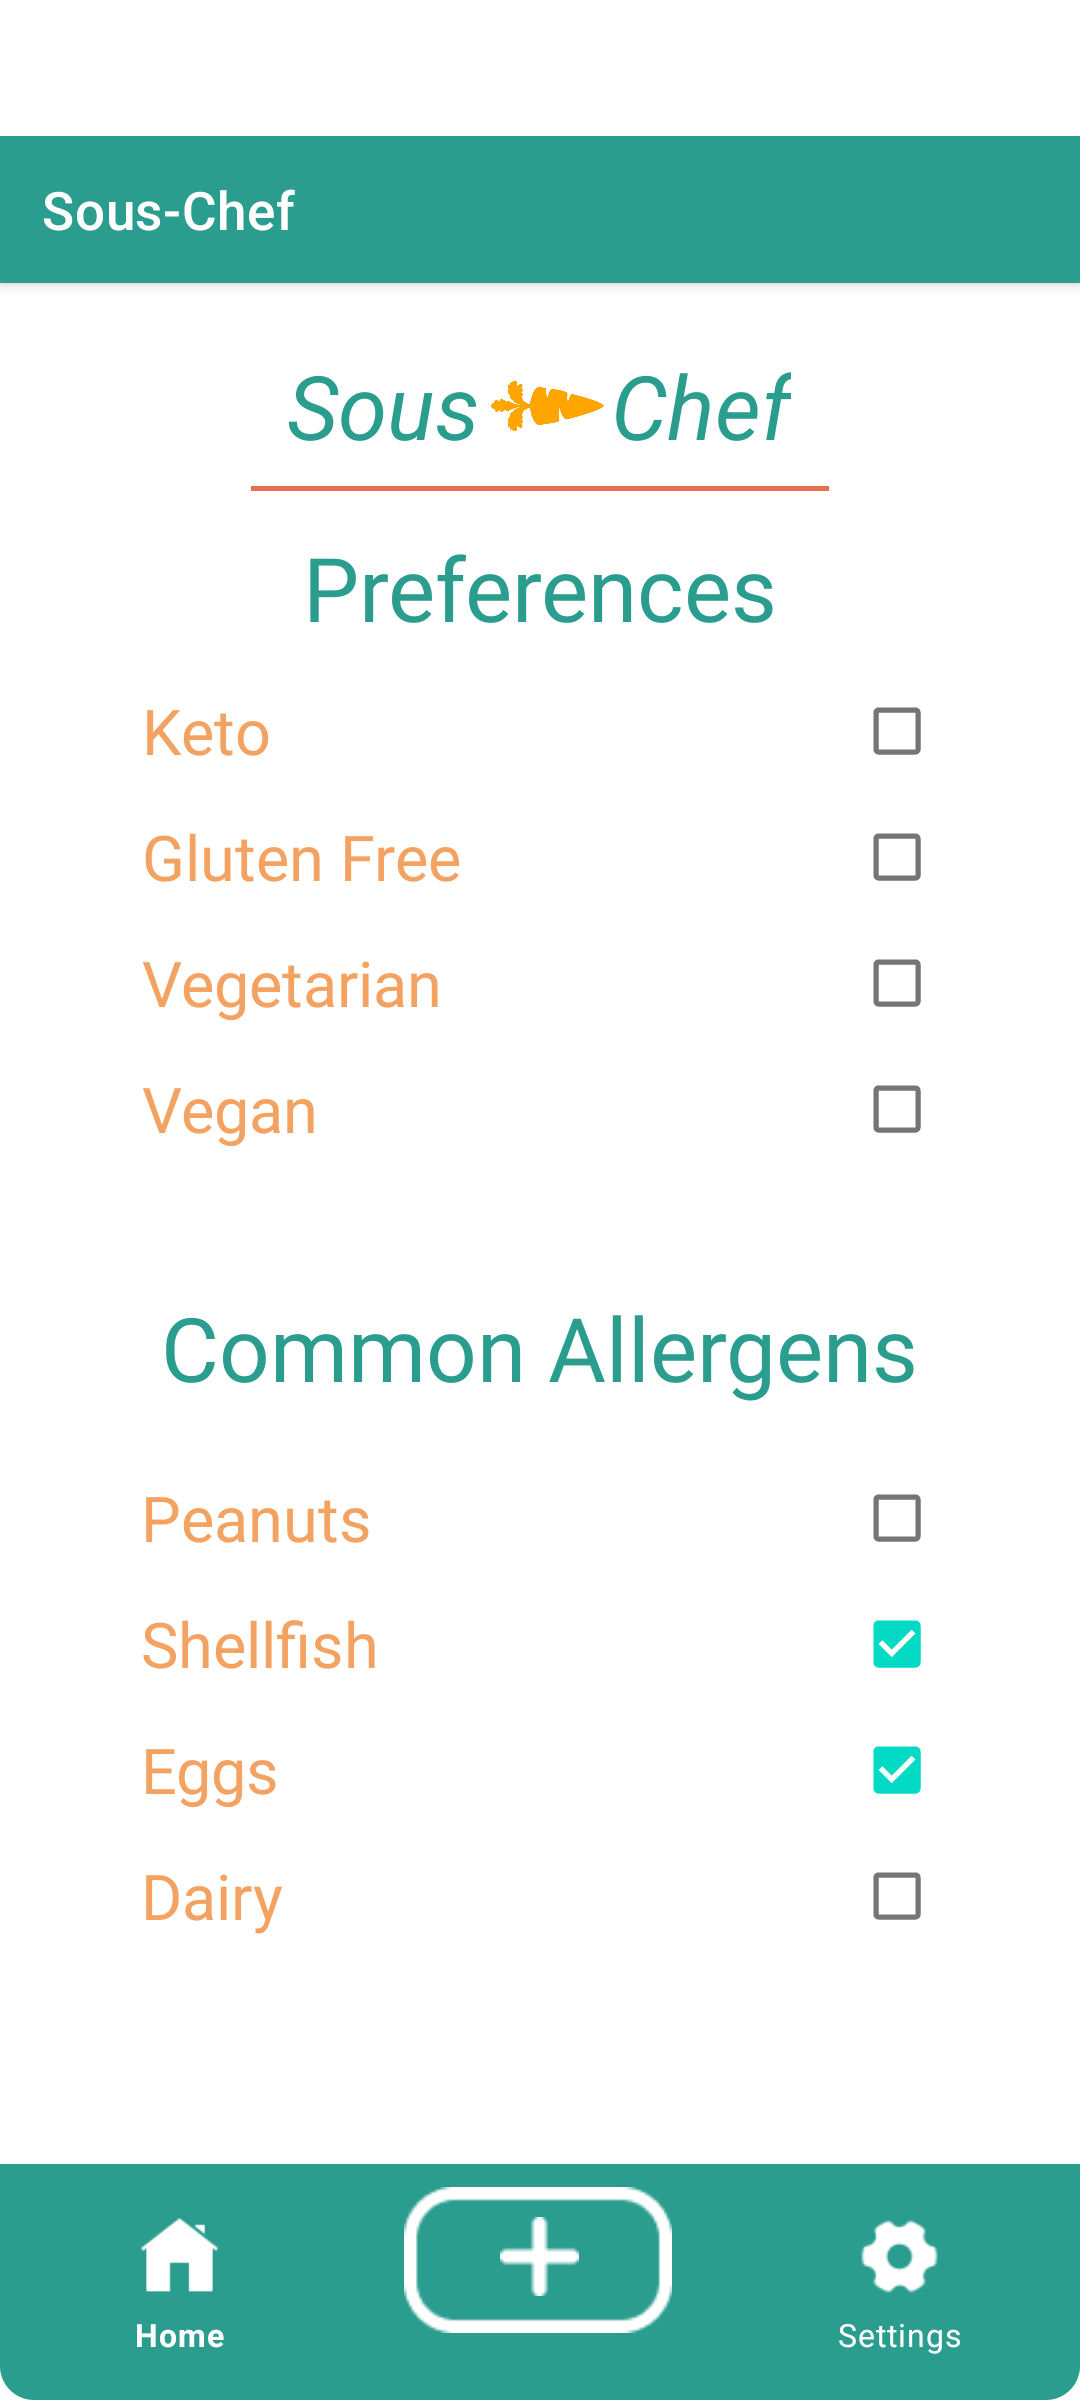 Sous-Chef
Sous Chef
Preferences
Keto
Gluten Free
Vegetarian
Vegan
Common Allergens
Peanuts
Shellfish
Eggs
Dairy
Home
Settings